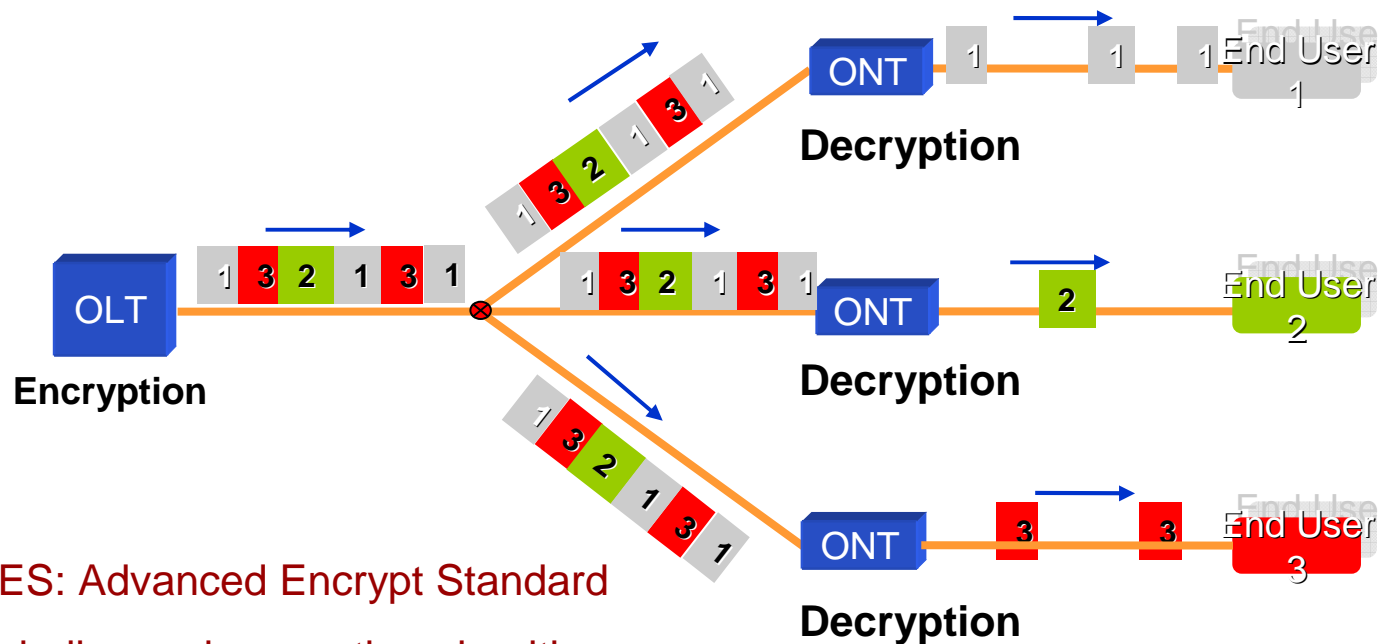 1 3 2 1 3 1
ONT
1 1 1
End User
1
Decryption
OLT
Encryption
1 3 2 1 3 1
1 3 2 1 3 1
ONT
2
End User
2
Decryption
1 3 2 1 3 1
ONT
3 3
End User
3
Decryption
ES: Advanced Encrypt Standard